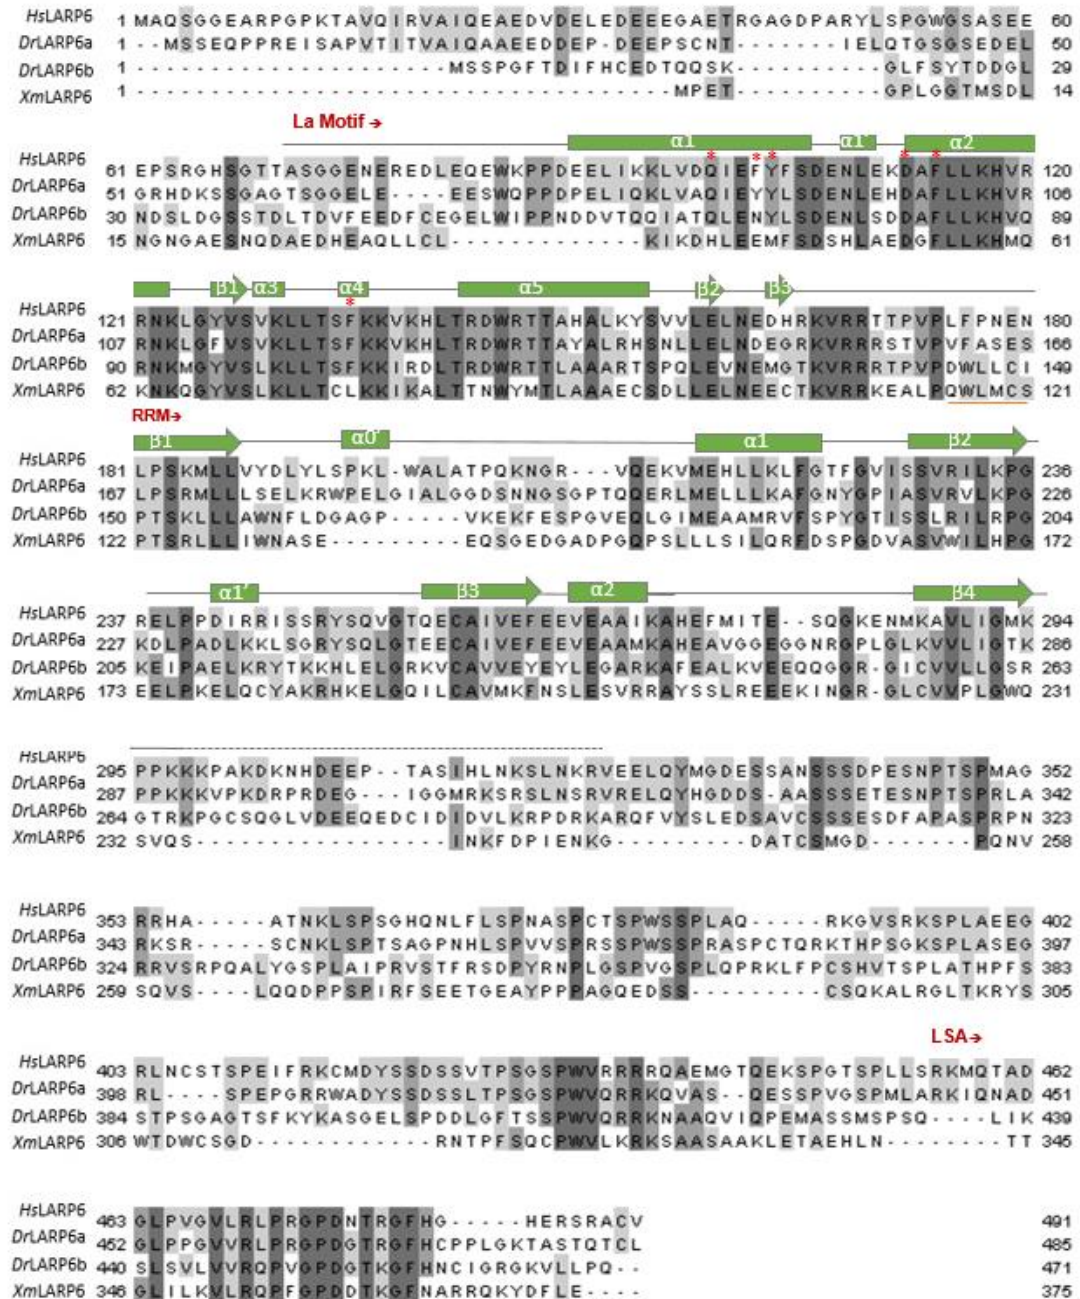 HsLARP6 1 MAQSGGEARPGPKTAVQIRVAIQEAEDVDELEDEEEGAETRGAGDPARYLSPGWGSASEE 60
DrLARP6a 1 --MSSEQPPREISAPVTITVAIQAAEEDDEP-DEEPSCNT-------IELQTGSGSEDEL 50
DrLARP6b 1 ---------------------MSSPGFTDIFHCEDTQQSK----------GLFSYTDDGL 29
XmLARP6 1 ------------------------------------MPET----------GPLGGTMSDL 14
La Motif →
α1 α1' α2
* * * * *
HsLARP6 61 EPSRGHSGTTASGGENEREDLEQEWKPPDEELIKKLVDQIEFYFSDENLEKDAFLLKHVR 120
DrLARP6a 51 GRHDKSSGAGTSGGELE----EESWQPPDPELIQKLVAQIEYYLSDENLEHDAFLLKHVR 106
DrLARP6b 30 NDSLDGSSTDLTDVFEEDFCEGELWIPPNDDVTQQIATQLENYLSDENLSDDAFLLKHVQ 89
XmLARP6 15 NGNGAESNQDAEDHEAQLLCL-------------KIKDHLEEMFSDSHLAEDGFLLKHMQ 61
β1 α3 α4 α5 β2 β3
*
HsLARP6 121 RNKLGYVSVKLLTSFKKVKHLTRDWRTTAHALKYSVVLELNEDHRKVRRTTPVPLFPNEN 180
DrLARP6a 107 RNKLGFVSVKLLTSFKKVKHLTRDWRTTAYALRHSNLLELNDEGRKVRRRSTVPVFASES 166
DrLARP6b 90 RNKMGYVSLKLLTSFKKIRDLTRDWRTTLAAARTSPQLEVNEMGTKVRRRTPVPDWLLCI 149
XmLARP6 62 KNKQGYVSLKLLTCLKKIKALTTNWYMTLAAAECSDLLELNEECTKVRRKEALPQWLMCS 121
RRM→
β1 α0' α1 β2
HsLARP6 181 LPSKMLLVYDLYLSPKL-WALATPQKNGR---VQEKVMEHLLKLFGTFGVISSVRILKPG 236
DrLARP6a 167 LPSRMLLLSELKRWPELGIALGGDSNNGSGPTQQERLMELLLKAFGNYGPIASVRVLKPG 226
DrLARP6b 150 PTSKLLLAWNFLDGAGP-----VKEKFESPGVEQLGIMEAAMRVFSPYGTISSLRILRPG 204
XmLARP6 122 PTSRLLLIWNASE---------EQSGEDGADPGQPSLLLSILQRFDSPGDVASVWILHPG 172
α1' β3 α2 β4
HsLARP6 237 RELPPDIRRISSRYSQVGTQECAIVEFEEVEAAIKAHEFMITE--SQGKENMKAVLIGMK 294
DrLARP6a 227 KDLPADLKKLSGRYSQLGTEECAIVEFEEVEAAMKAHEAVGGEGGNRGPLGLKVVLIGTK 286
DrLARP6b 205 KEIPAELKRYTKKHLELGRKVCAVVEYEYLEGARKAFEALKVEEQQGGR-GICVVLLGSR 263
XmLARP6 173 EELPKELQCYAKRHKELGQILCAVMKFNSLESVRRAYSSLREEEKINGR-GLCVVPLGWQ 231
HsLARP6 295 PPKKKPAKDKNHDEEP--TASIHLNKSLNKRVEELQYMGDESSANSSSDPESNPTSPMAG 352
DrLARP6a 287 PPKKKVPKDRPRDEG---IGGMRKSRSLNSRVRELQYHGDDS-AASSSETESNPTSPRLA 342
DrLARP6b 264 GTRKPGCSQGLVDEEQEDCIDIDVLKRPDRKARQFVYSLEDSAVCSSSESDFAPASPRPN 323
XmLARP6 232 SVQS-----------------INKFDPIENKG---------DATCSMGD-------PQNV 258
HsLARP6 353 RRHA-----ATNKLSPSGHQNLFLSPNASPCTSPWSSPLAQ-----RKGVSRKSPLAEEG 402
DrLARP6a 343 RKSR-----SCNKLSPTSAGPNHLSPVVSPRSSPWSSPRASPCTQRKTHPSGKSPLASEG 397
DrLARP6b 324 RRVSRPQALYGSPLAIPRVSTFRSDPYRNPLGSPVGSPLQPRKLFPCSHVTSPLATHPFS 383
XmLARP6 259 SQVS----LQQDPPSPIRFSEETGEAYPPPAGQEDSS---------CSQKALRGLTKRYS 305
LSA→
HsLARP6 403 RLNCSTSPEIFRKCMDYSSDSSVTPSGSPWVRRRRQAEMGTQEKSPGTSPLLSRKMQTAD 462
DrLARP6a 398 RL----SPEPGRRWADYSSDSSLTPSGSPWVQRRKQVAS-QESSPVGSPMLARKIQNAD 451
DrLARP6b 384 STPSGAGTSFKYKASGELSPDDLGFTSSPWVQRRKNAAQVIQPEMASSMSPSQ----LIK 439
XmLARP6 306 WTDWCSGD------------RNTPFSQCPWVLKRKSAASAAKLETAEHLN--------TT 345
HsLARP6 463 GLPVGVLRLPRGPDNTRGFHG-----HERSRACV 491
DrLARP6a 452 GLPPGVVRLPRGPDGTRGFHCPPLGKTASTQTCL 485
DrLARP6b 440 SLSVLVVRQPVGPDGTKGFHNCIGRGKVLLPQ-- 471
XmLARP6 346 GLILKVLRQPFGPDDTKGFNARRQKYDFLE---- 375